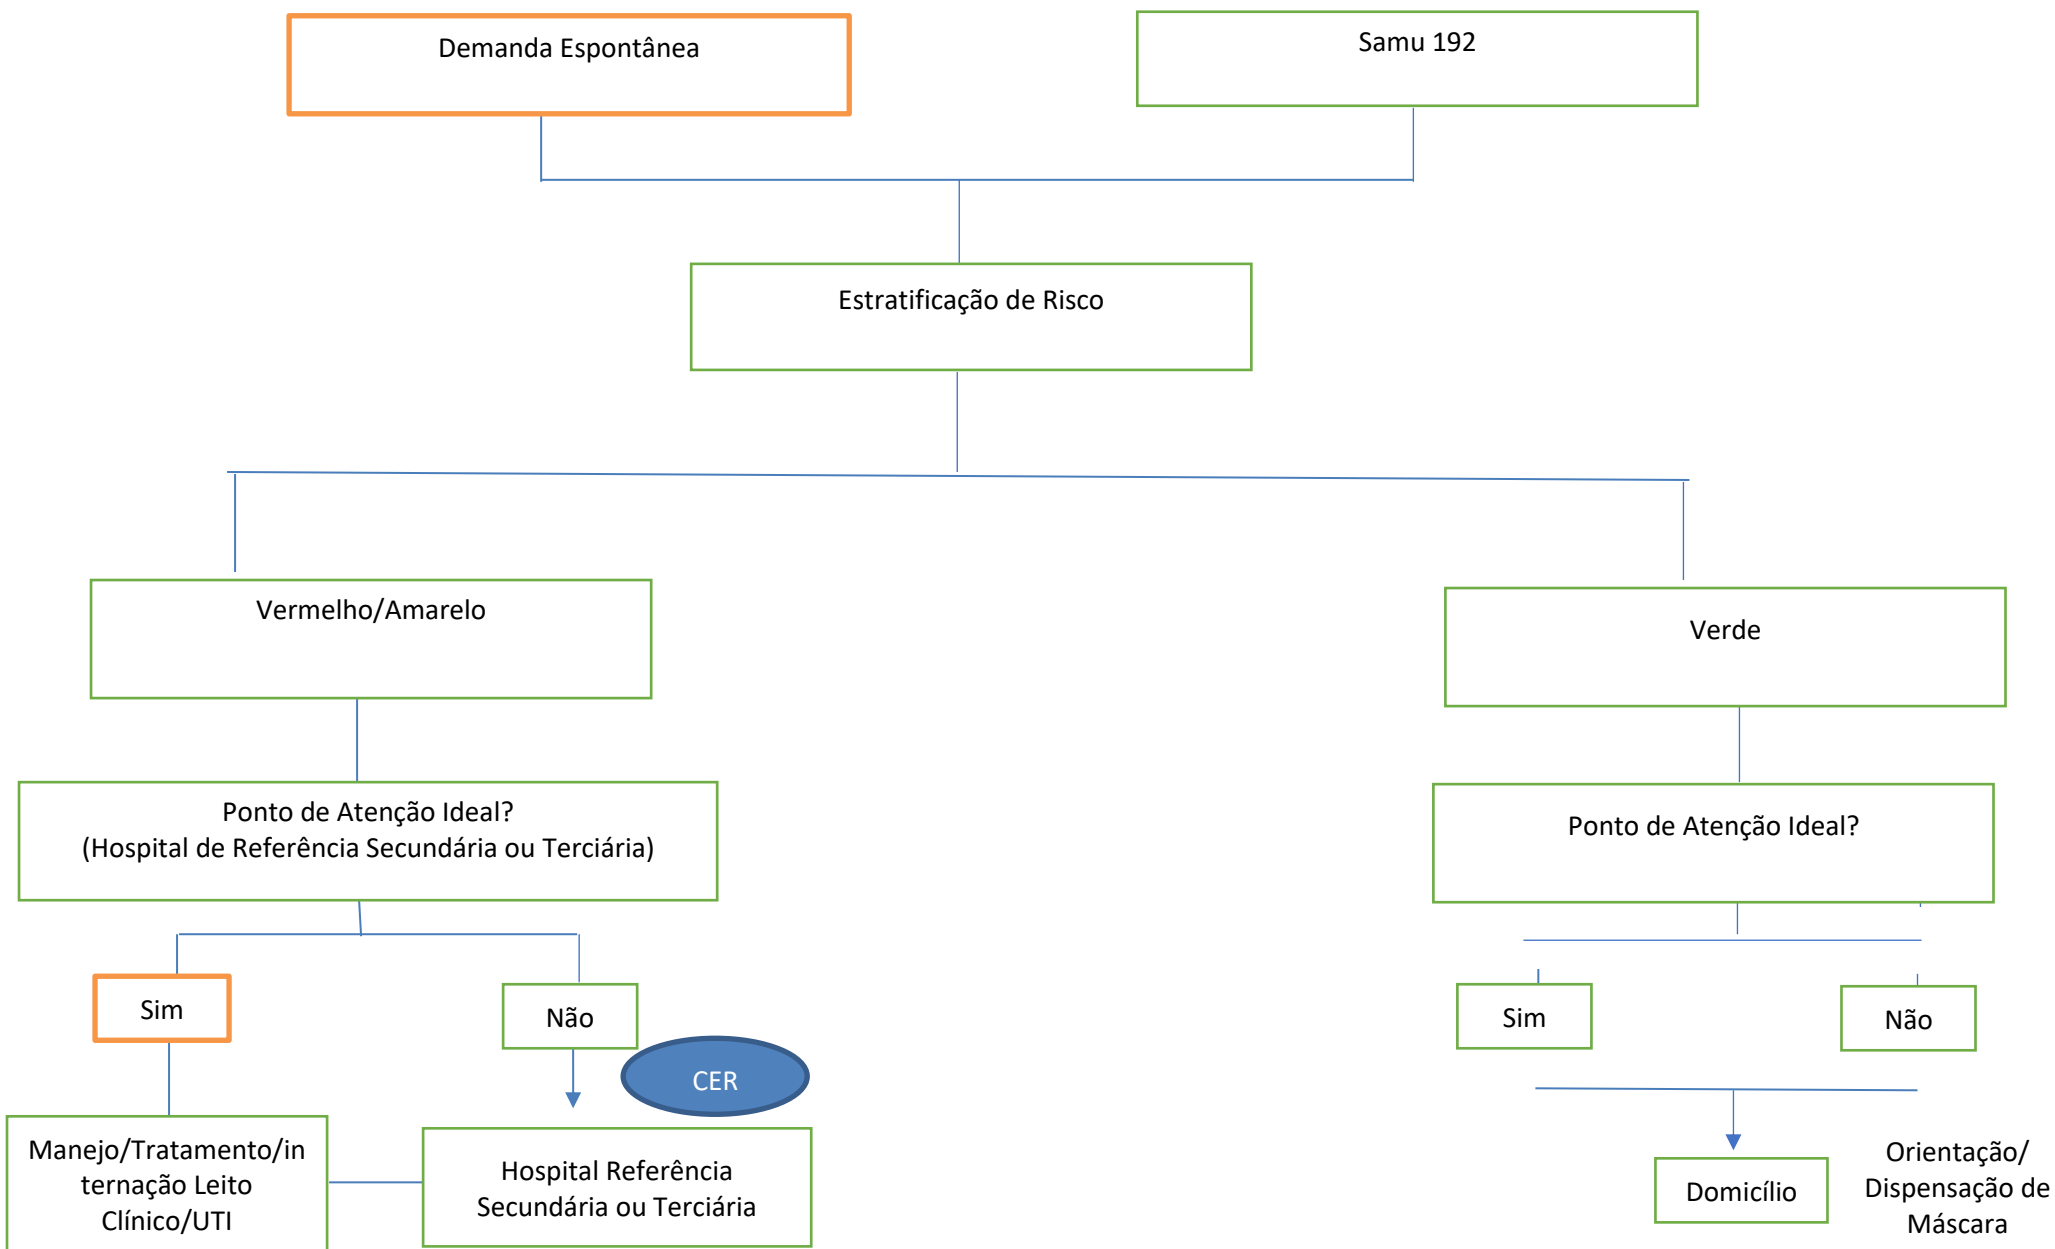 Demanda Espontânea
Samu 192
Estratificação de Risco
Vermelho/Amarelo
Verde
Ponto de Atenção Ideal?
(Hospital de Referência Secundária ou Terciária)
Ponto de Atenção Ideal?
Sim
Não
Sim
Não
CER
Manejo/Tratamento/in
ternação Leito
Clínico/UTI
Hospital Referência
Secundária ou Terciária
Domicílio
Orientação/
Dispensação de
Máscara